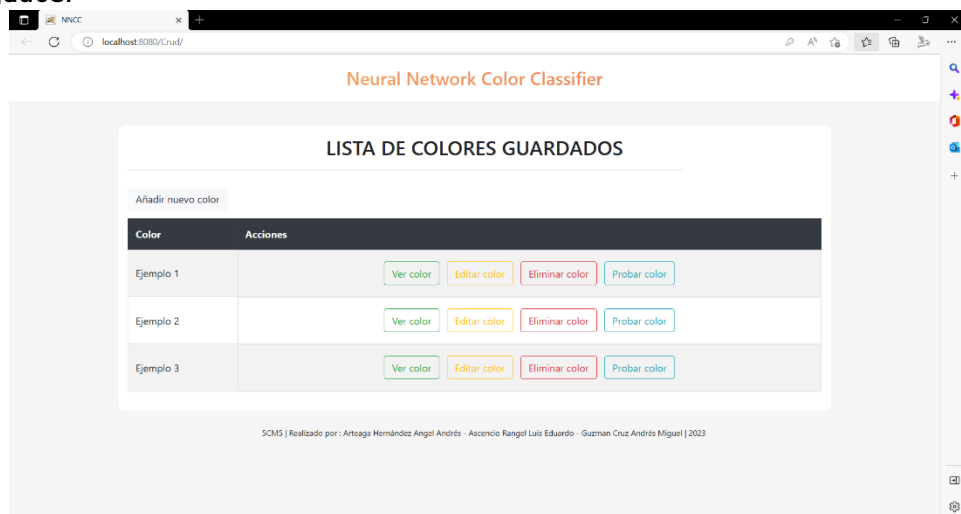 NNCC
localhost:8080/Crud/
Neural Network Color Classifier
LISTA DE COLORES GUARDADOS
Añadir nuevo color
Color Acciones
Ejemplo 1 Ver color Editar color Eliminar color Probar color
Ejemplo 2 Ver color Editar color Eliminar color Probar color
Ejemplo 3 Ver color Editar color Eliminar color Probar color
5CM5 | Realizado por : Arteaga Hernández Angel Andrés - Ascencio Rangel Luis Eduardo - Guzman Cruz Andrés Miguel | 2023